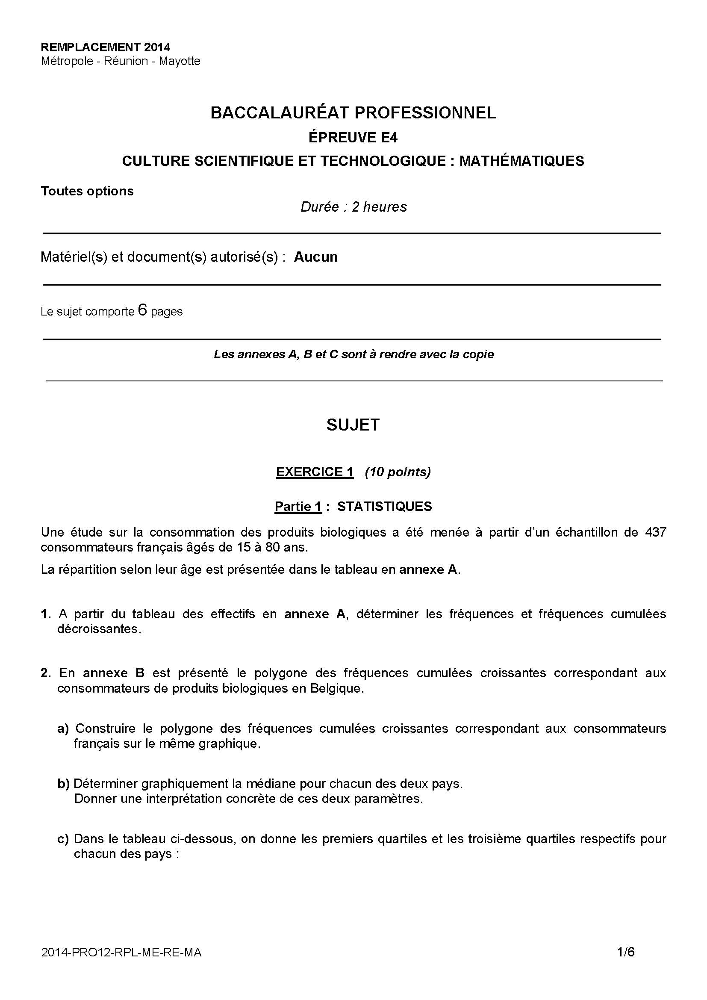 REMPLACEMENT 2014
Métropole - Réunion - Mayotte
BACCALAURÉAT PROFESSIONNEL
ÉPREUVE E4
CULTURE SCIENTIFIQUE ET TECHNOLOGIQUE : MATHÉMATIQUES
Toutes options
Durée : 2 heures
Matériel(s) et document(s) autorisé(s) : Aucun
Le sujet comporte 6 pages
Les annexes A, B et C sont à rendre avec la copie
SUJET
EXERCICE 1 (10 points)
Partie 1 : STATISTIQUES
Une étude sur la consommation des produits biologiques a été menée à partir d’un échantillon de 437
consommateurs français âgés de 15 à 80 ans.
La répartition selon leur âge est présentée dans le tableau en annexe A.
1. A partir du tableau des effectifs en annexe A, déterminer les fréquences et fréquences cumulées
décroissantes.
2. En annexe B est présenté le polygone des fréquences cumulées croissantes correspondant aux
consommateurs de produits biologiques en Belgique.
a) Construire le polygone des fréquences cumulées croissantes correspondant aux consommateurs
français sur le même graphique.
b) Déterminer graphiquement la médiane pour chacun des deux pays.
Donner une interprétation concrète de ces deux paramètres.
c) Dans le tableau ci-dessous, on donne les premiers quartiles et les troisième quartiles respectifs pour
chacun des pays :
2014-PRO12-RPL-ME-RE-MA 1/6